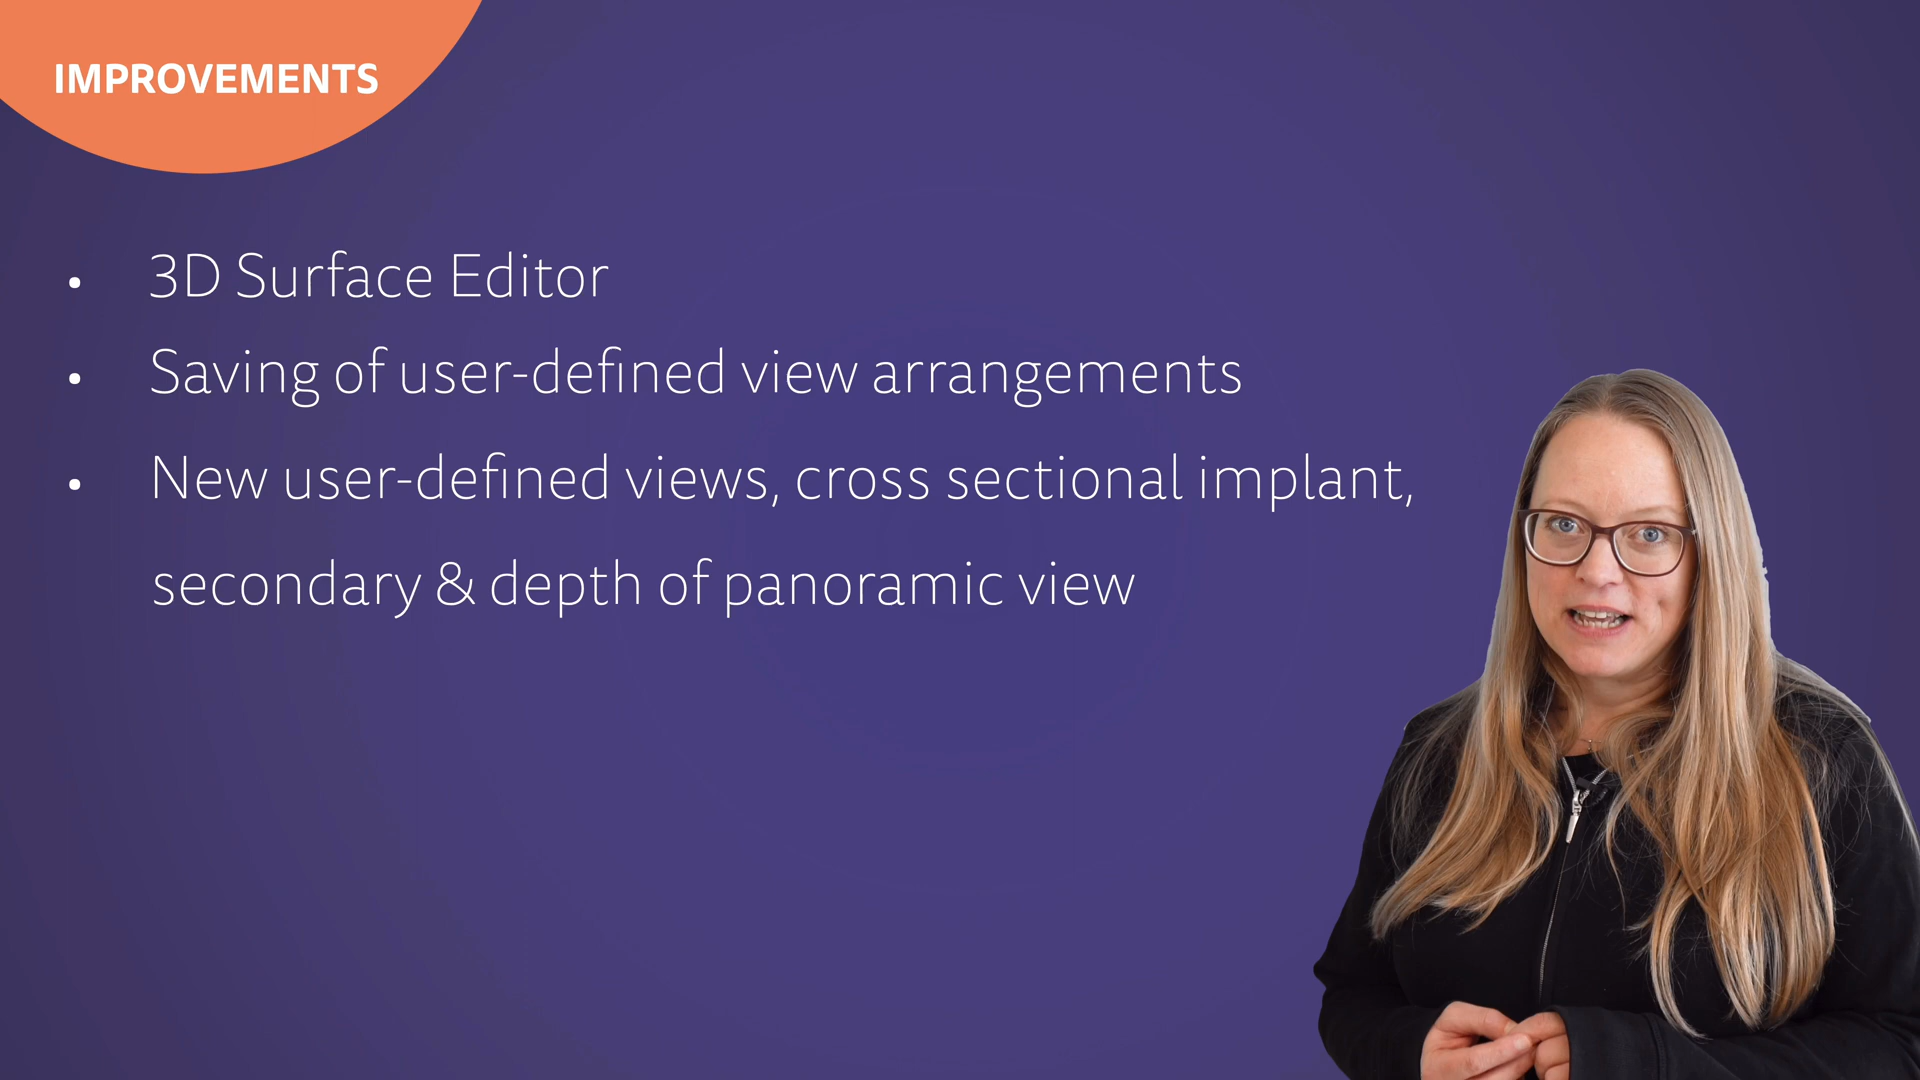 IMPROVEMENTS
• 3D Surface Editor
• Saving of user-defined view arrangements
• New user-defined views, cross sectional implant,
secondary & depth of panoramic view